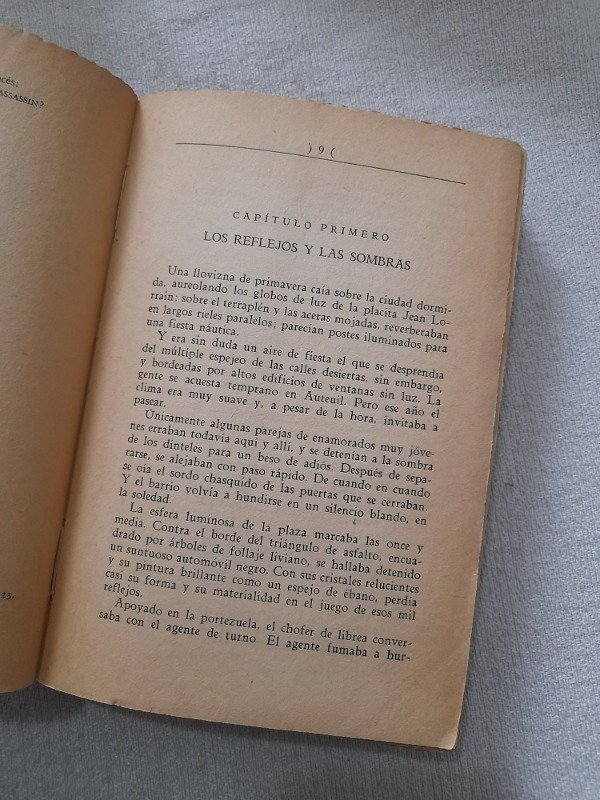 cés:
ASSASSIN?
23.
) 9 (
CAPÍTULO PRIMERO
LOS REFLEJOS Y LAS SOMBRAS
Una llovizna de primavera caía sobre la ciudad dormi-
da, aureolando los globos de luz de la placita Jean Lo-
rrain; sobre el terraplén y las aceras mojadas, reverberaban
en largos rieles paralelos; parecían postes iluminados para
una fiesta náutica.
Y era sin duda un aire de fiesta el que se desprendía
del múltiple espejeo de las calles desiertas, sin embargo,
y bordeadas por altos edificios de ventanas sin luz. La
gente se acuesta temprano en Auteuil. Pero ese año el
clima era muy suave y, a pesar de la hora, invitaba a
pasear.
Únicamente algunas parejas de enamorados muy jóve-
nes erraban todavía aquí y allí, y se detenían a la sombra
de los dinteles para un beso de adiós. Después de sepa-
rarse, se alejaban con paso rápido. De cuando en cuando
se oía el sordo chasquido de las puertas que se cerraban.
Y el barrio volvía a hundirse en un silencio blando, en
la soledad.
La esfera luminosa de la plaza marcaba las once y
media. Contra el borde del triángulo de asfalto, encua-
drado por árboles de follaje liviano, se hallaba detenido
un suntuoso automóvil negro. Con sus cristales relucientes
y su pintura brillante como un espejo de ébano, perdía
casi su forma y su materialidad en el juego de esos mil
reflejos.
Apoyado en la portezuela, el chofer de librea conver-
saba con el agente de turno. El agente fumaba a hur-